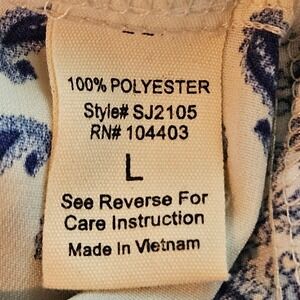 100% POLYESTER
Style# SJ2105
RN# 104403
L
See Reverse For
Care Instruction
Made In Vietnam